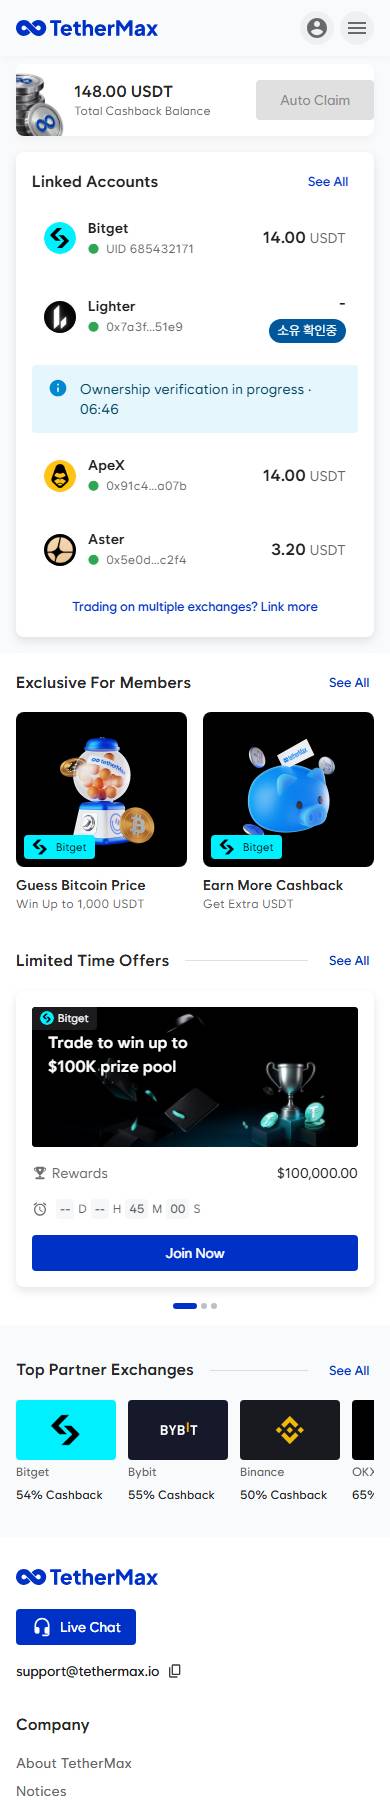 TetherMax
148.00 USDT
Total Cashback Balance
Auto Claim
Linked Accounts
See All
Bitget
UID 685432171
14.00 USDT
Lighter
0x7a3f...51e9
-
소유 확인중
Ownership verification in progress ·
06:46
ApeX
0x91c4...a07b
14.00 USDT
Aster
0x5e0d...c2f4
3.20 USDT
Trading on multiple exchanges? Link more
Exclusive For Members
See All
TetherMax
Bitget
Bitget
Guess Bitcoin Price
Win Up to 1,000 USDT
Earn More Cashback
Get Extra USDT
Limited Time Offers
See All
Bitget
Trade to win up to
$100K prize pool
Rewards
$100,000.00
-- D -- H 45 M 00 S
Join Now
Top Partner Exchanges
See All
BYBIT
Bitget
Bybit
Binance
OKX
54% Cashback
55% Cashback
50% Cashback
65%
TetherMax
Live Chat
support@tethermax.io
Company
About TetherMax
Notices